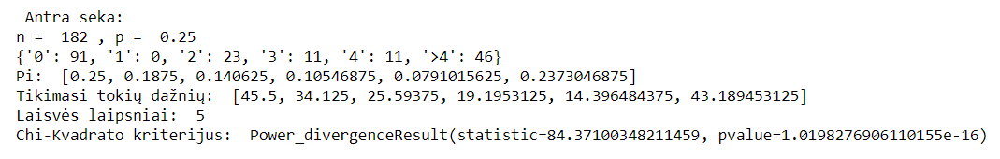 Antra seka:
n =  182 , p =  0.25
{'0': 91, '1': 0, '2': 23, '3': 11, '4': 11, '>4': 46}
Pi:  [0.25, 0.1875, 0.140625, 0.10546875, 0.0791015625, 0.2373046875]
Tikimasi tokių dažnių:  [45.5, 34.125, 25.59375, 19.1953125, 14.396484375, 43.189453125]
Laisvės laipsniai:  5
Chi-Kvadrato kriterijus:  Power_divergenceResult(statistic=84.37100348211459, pvalue=1.0198276906110155e-16)